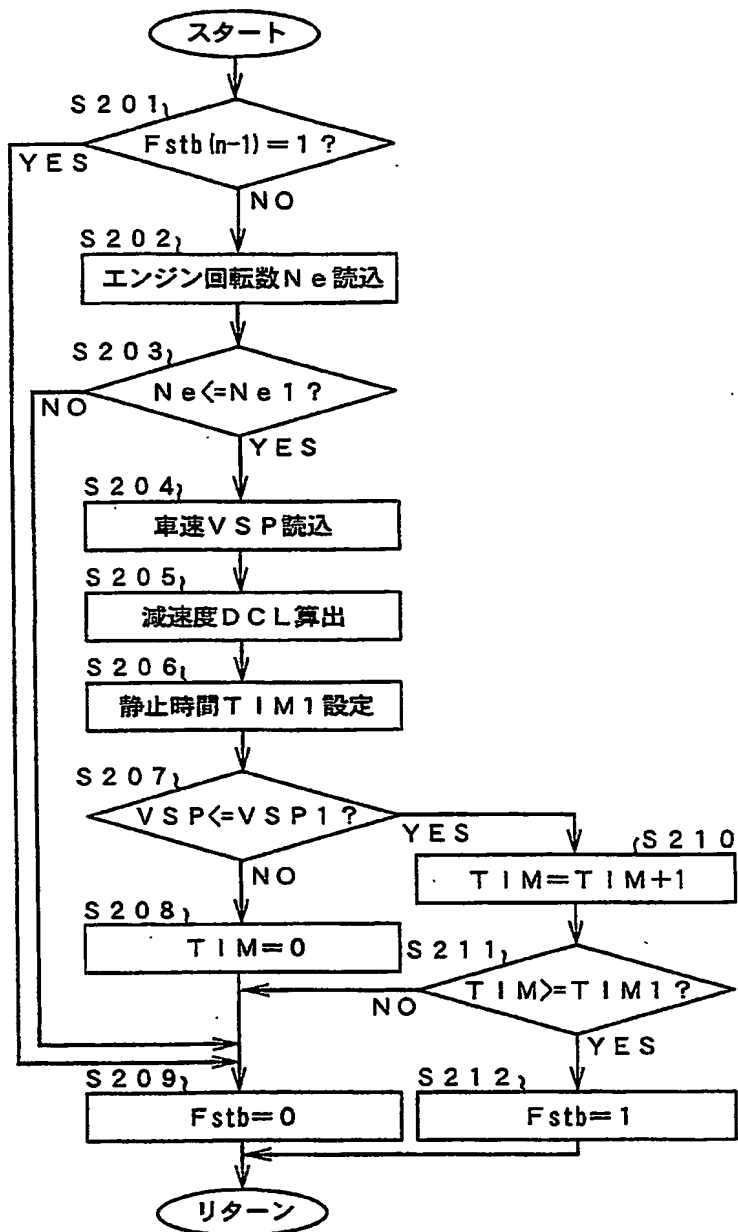 スタート
S201
Fstb(n-1)=1?
YES
NO
S202
エンジン回転数Ne読込
S203
Ne<=Ne1?
NO
YES
S204
車速VSP読込
S205
減速度DCL算出
S206
静止時間TIM1設定
S207
VSP<=VSP1?
YES
NO
S210
TIM=TIM+1
S208
TIM=0
S211
TIM>=TIM1?
NO
YES
S209
Fstb=0
S212
Fstb=1
リターン